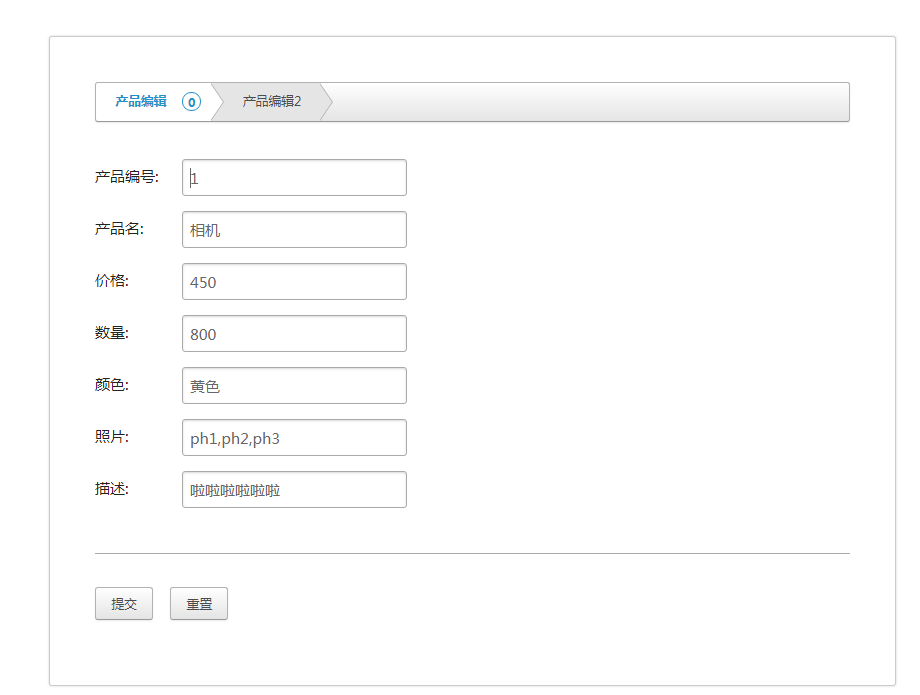 产品编辑 0 产品编辑2
产品编号: 1
产品名: 相机
价格: 450
数量: 800
颜色: 黄色
照片: ph1,ph2,ph3
描述: 啦啦啦啦啦啦
提交 重置